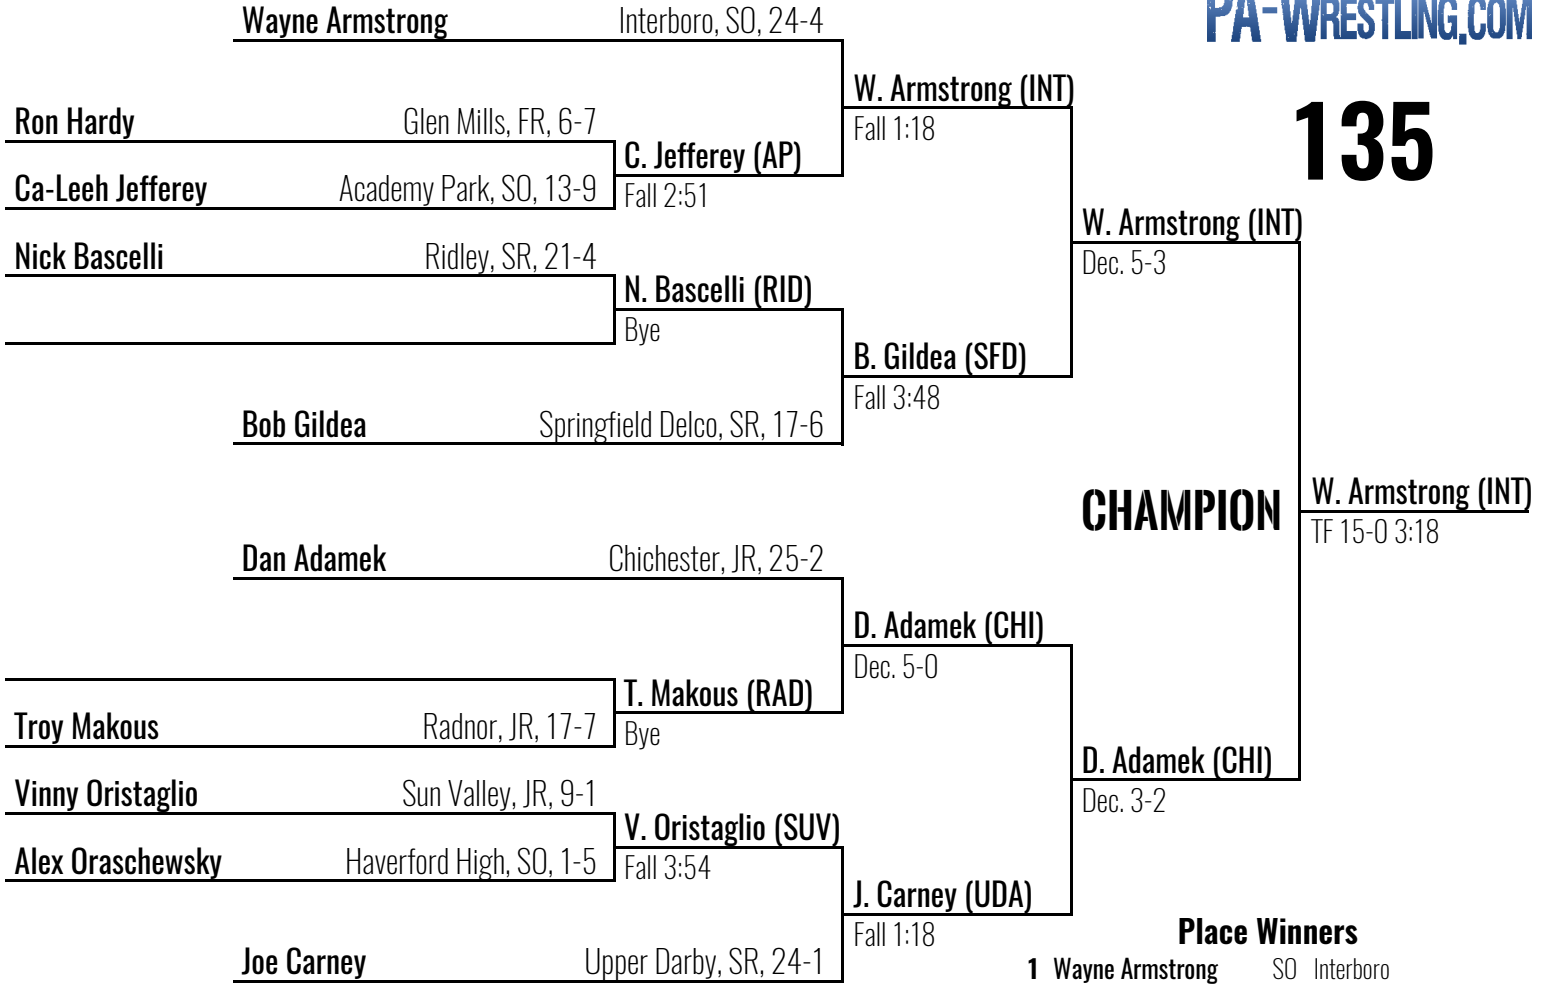 PA-WRESTLING.COM
135
Wayne Armstrong Interboro, SO, 24-4
W. Armstrong (INT)
Fall 1:18
Ron Hardy Glen Mills, FR, 6-7
C. Jefferey (AP)
Fall 2:51
Ca-Leeh Jefferey Academy Park, SO, 13-9
W. Armstrong (INT)
Dec. 5-3
Nick Bascelli Ridley, SR, 21-4
N. Bascelli (RID)
Bye
B. Gildea (SFD)
Fall 3:48
Bob Gildea Springfield Delco, SR, 17-6
CHAMPION
W. Armstrong (INT)
TF 15-0 3:18
Dan Adamek Chichester, JR, 25-2
D. Adamek (CHI)
Dec. 5-0
T. Makous (RAD)
Bye
Troy Makous Radnor, JR, 17-7
D. Adamek (CHI)
Dec. 3-2
Vinny Oristaglio Sun Valley, JR, 9-1
V. Oristaglio (SUV)
Fall 3:54
Alex Oraschewsky Haverford High, SO, 1-5
J. Carney (UDA)
Fall 1:18
Joe Carney Upper Darby, SR, 24-1
Place Winners
1 Wayne Armstrong SO Interboro